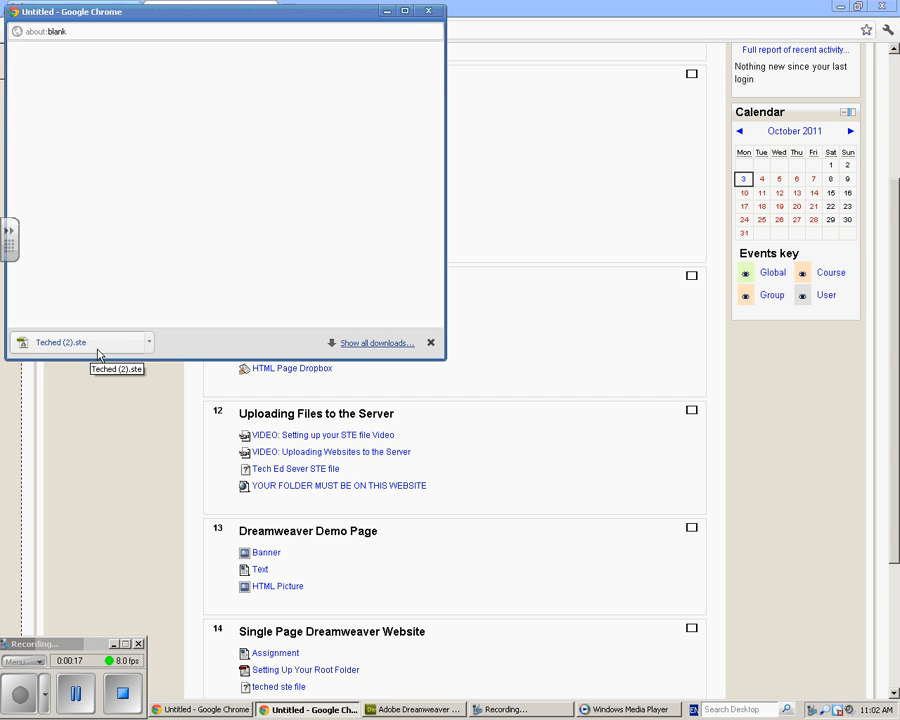 Untitled - Google Chrome
about:blank
Teched (2).ste
Show all downloads...
Teched (2).ste
Full report of recent activity...
Nothing new since your last
login
Calendar
October 2011
Mon Tue Wed Thu Fri Sat Sun
1 2
3 4 5 6 7 8 9
10 11 12 13 14 15 16
17 18 19 20 21 22 23
24 25 26 27 28 29 30
31
Events key
Global Course
Group User
HTML Page Dropbox
12 Uploading Files to the Server
VIDEO: Setting up your STE file Video
VIDEO: Uploading Websites to the Server
Tech Ed Sever STE file
YOUR FOLDER MUST BE ON THIS WEBSITE
13 Dreamweaver Demo Page
Banner
Text
HTML Picture
14 Single Page Dreamweaver Website
Assignment
Setting Up Your Root Folder
teched ste file
Recording...
Menu
0:00:17 8.0 fps
Untitled - Google Chrome
Untitled - Google Ch...
Adobe Dreamweaver ...
Recording...
Windows Media Player
EN
Search Desktop
11:02 AM